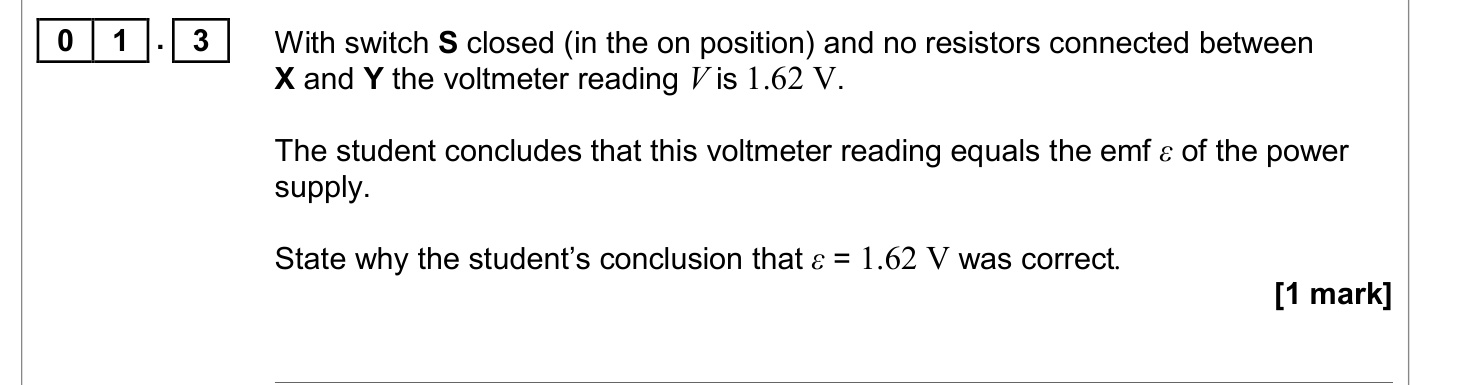 0 1 . 3 With switch S closed (in the on position) and no resistors connected between
X and Y the voltmeter reading V is 1.62 V.
The student concludes that this voltmeter reading equals the emf ε of the power
supply.
State why the student’s conclusion that ε = 1.62 V was correct.
[1 mark]